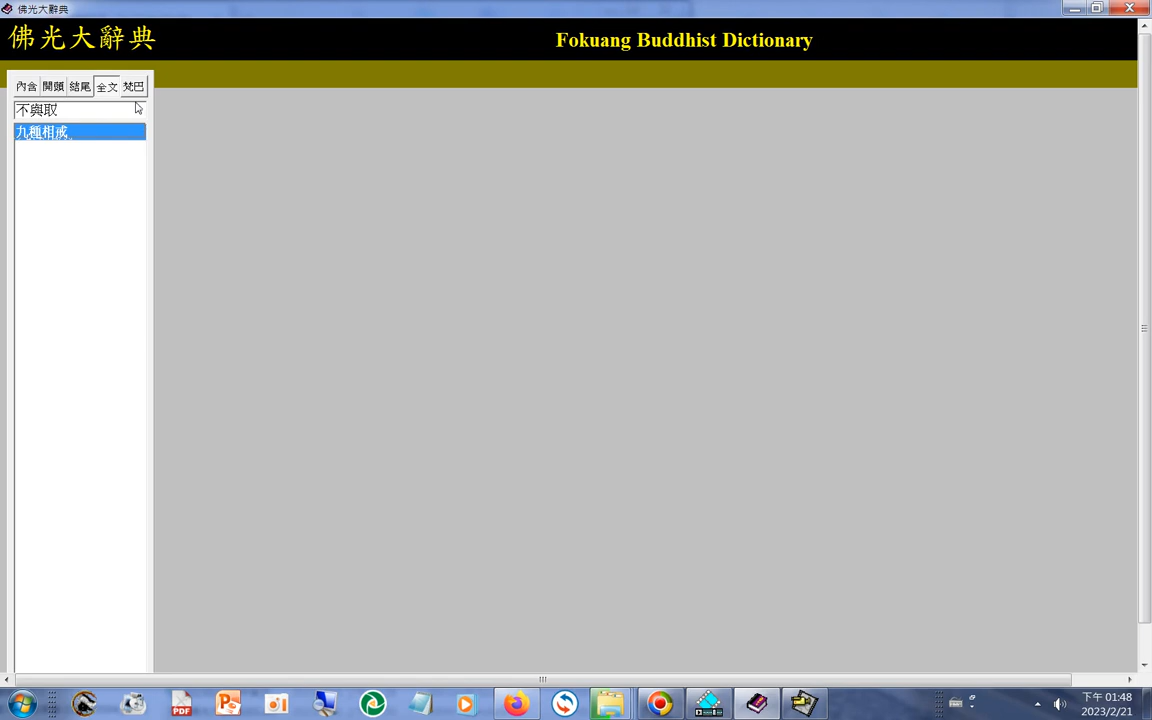 佛光大辭典
佛光大辭典
Fokuang Buddhist Dictionary
內含 開頭 結尾 全文 梵巴
不與取
九種相戒
PDF
下午 01:48
2023/2/21